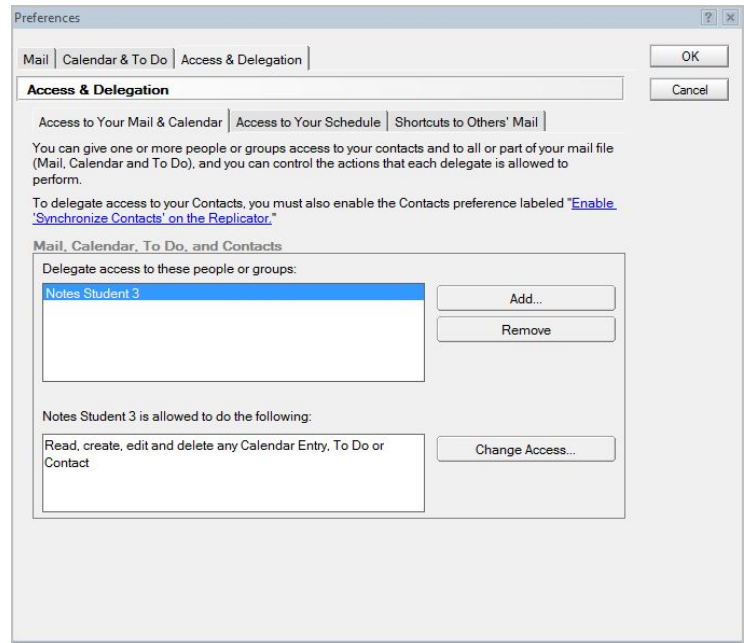 Preferences
Mail
Calendar & To Do
Access & Delegation
OK
Access & Delegation
Cancel
Access to Your Mail & Calendar
Access to Your Schedule
Shortcuts to Others' Mail
You can give one or more people or groups access to your contacts and to all or part of your mail file
(Mail, Calendar and To Do), and you can control the actions that each delegate is allowed to
perform.
To delegate access to your Contacts, you must also enable the Contacts preference labeled "Enable
'Synchronize Contacts' on the Replicator."
Mail, Calendar, To Do, and Contacts
Delegate access to these people or groups:
Notes Student 3
Add...
Remove
Notes Student 3 is allowed to do the following:
Read, create, edit and delete any Calendar Entry, To Do or
Contact
Change Access...